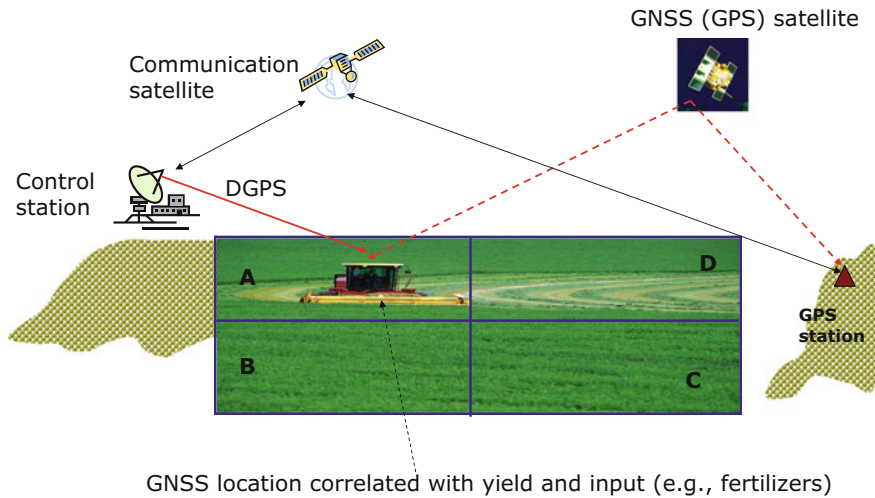 GNSS (GPS) satellite
Communication
satellite
Control
station
DGPS
A
D
GPS
station
B
C
GNSS location correlated with yield and input (e.g., fertilizers)